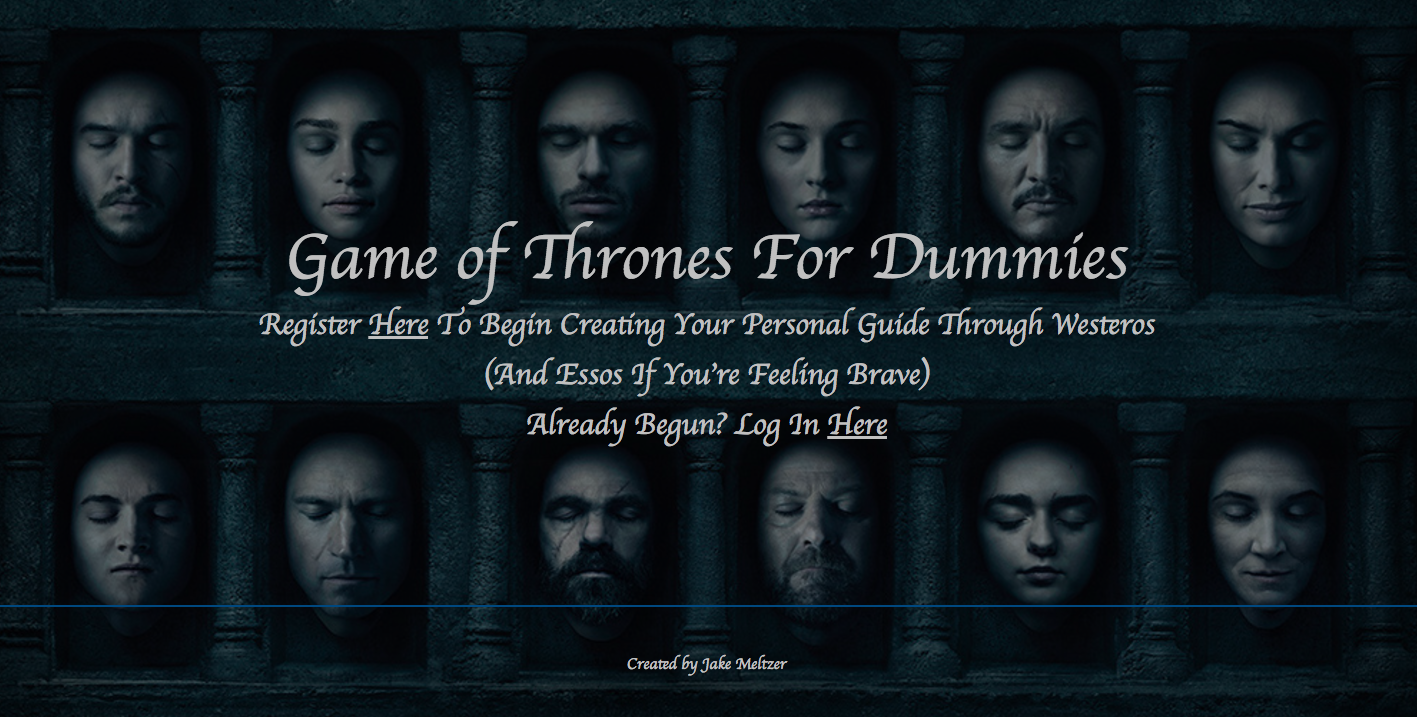 Game of Thrones For Dummies
Register Here To Begin Creating Your Personal Guide Through Westeros
(And Essos If You're Feeling Brave)
Already Begun? Log In Here
Created by Jake Meltzer